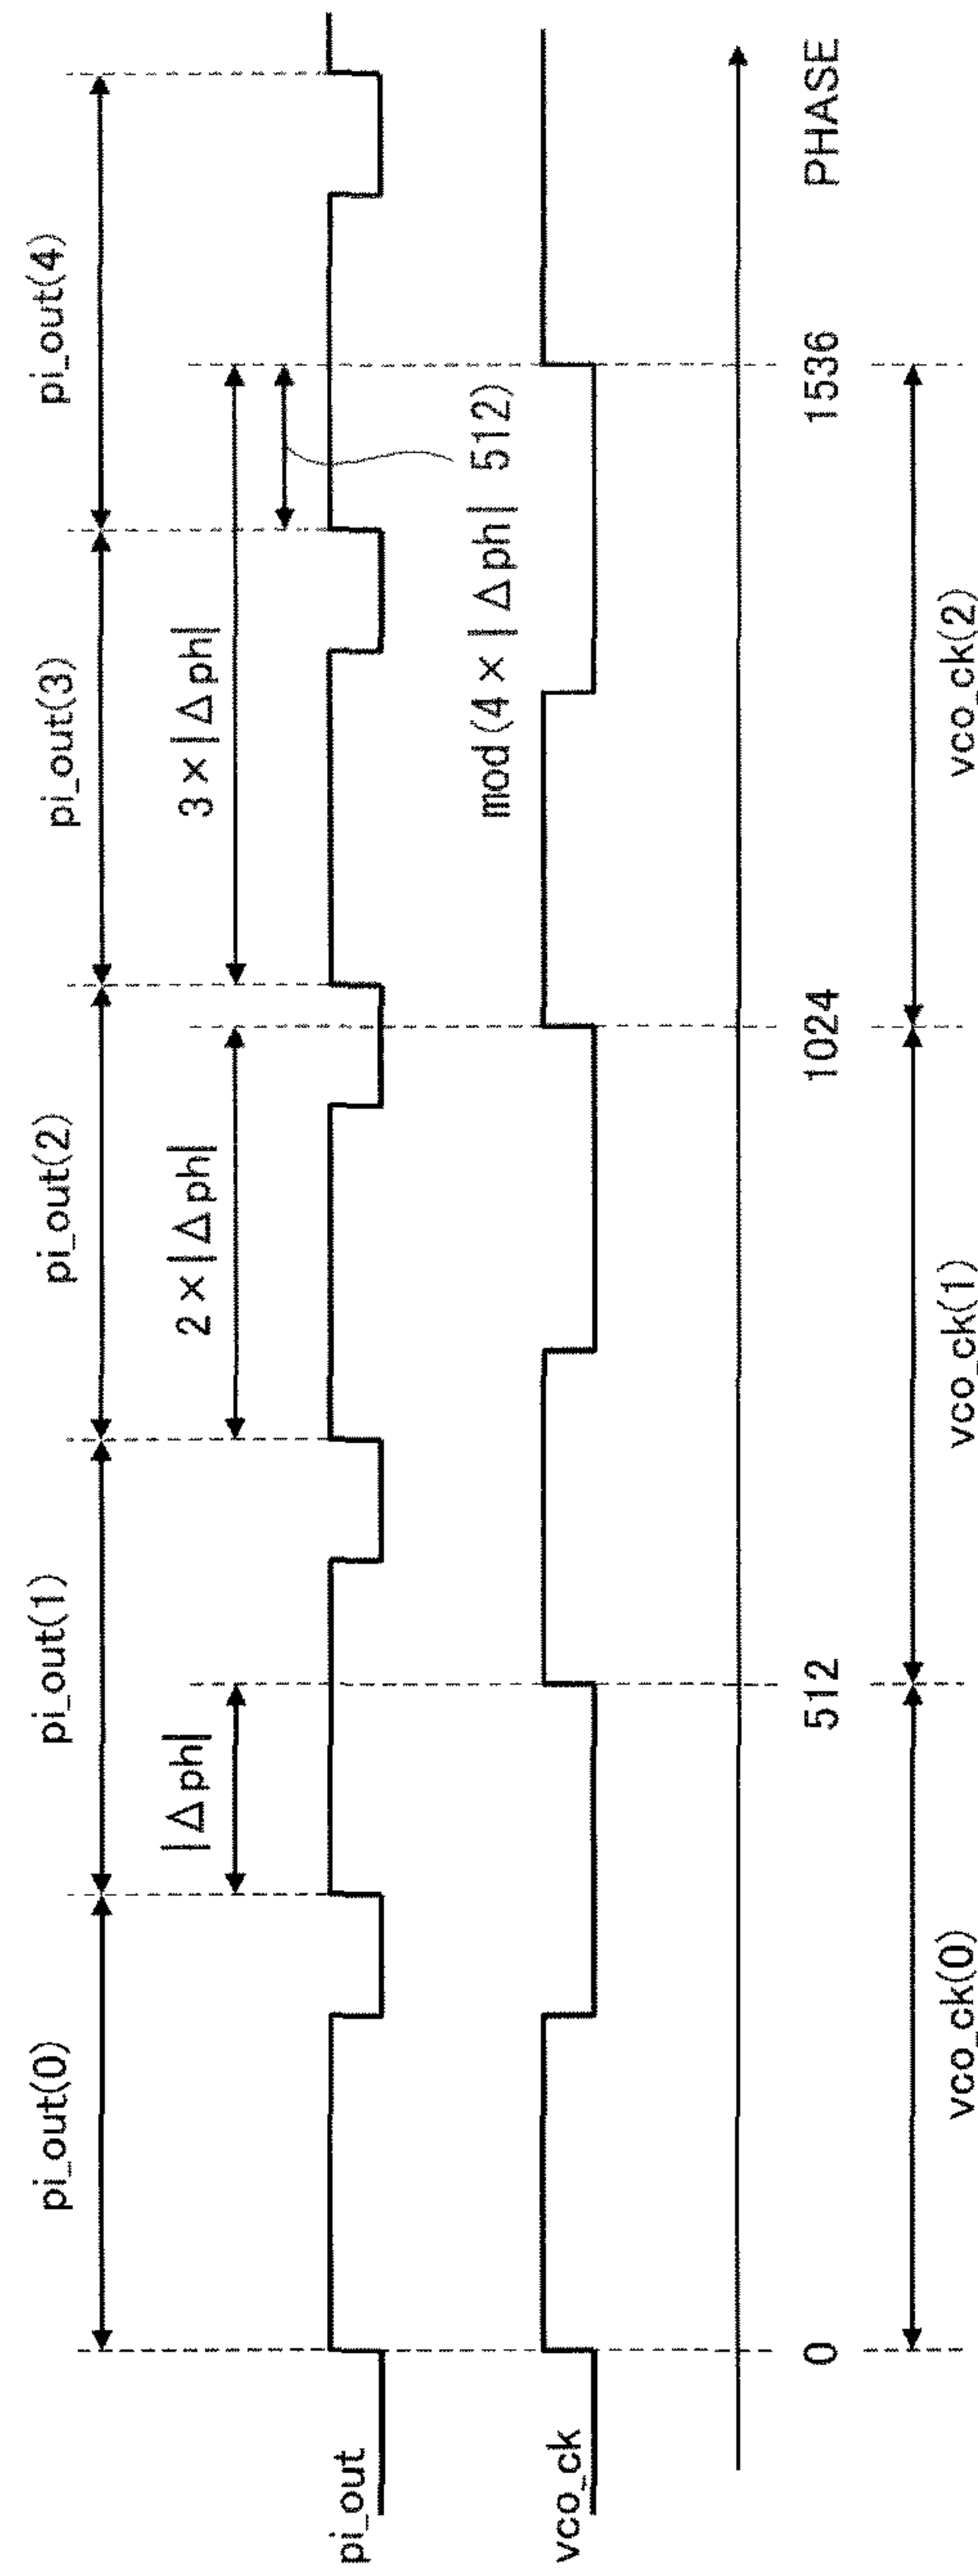 pi_out(0)
pi_out(1)
pi_out(2)
pi_out(3)
pi_out(4)
|Δph|
2×|Δph|
3×|Δph|
pi_out
mod(4×|Δph| 512)
vco_ck
0
512
1024
1536
PHASE
vco_ck(0)
vco_ck(1)
vco_ck(2)